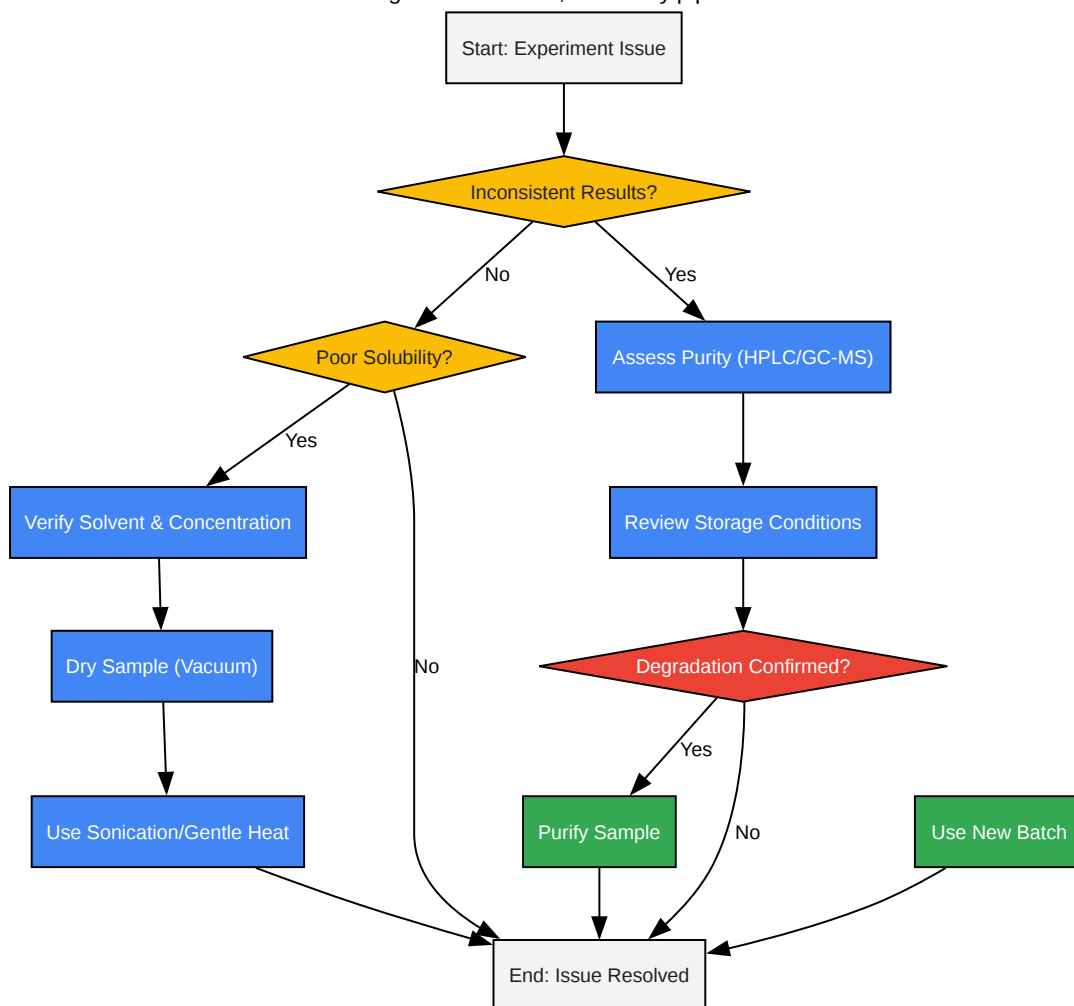 Start: Experiment Issue
Inconsistent Results?
No
Yes
Poor Solubility?
Assess Purity (HPLC/GC-MS)
Yes
Verify Solvent & Concentration
Review Storage Conditions
Dry Sample (Vacuum)
No
Degradation Confirmed?
Yes
Use Sonication/Gentle Heat
Purify Sample
No
Use New Batch
End: Issue Resolved